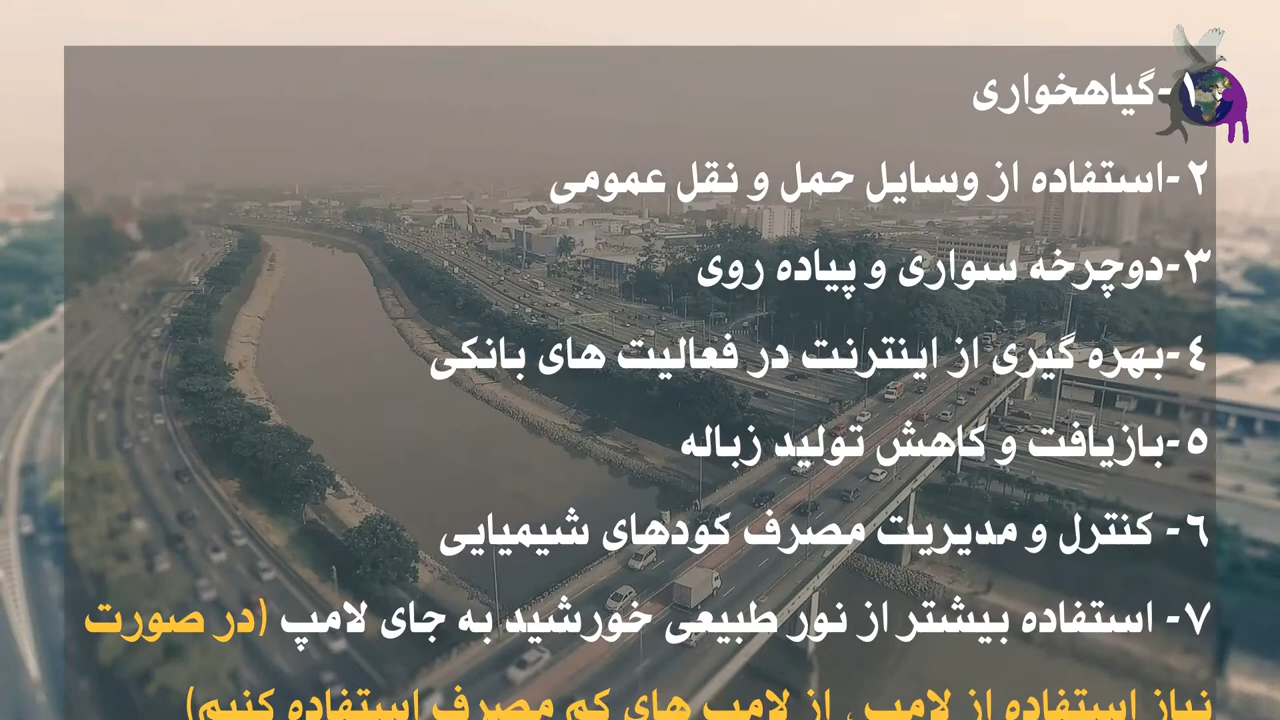 ۱-گیاهخواری
۲-استفاده از وسایل حمل و نقل عمومی
۳-دوچرخه سواری و پیاده روی
٤-بهره گیری از اینترنت در فعالیت های بانکی
٥-بازیافت و کاهش تولید زباله
٦- کنترل و مدیریت مصرف کودهای شیمیایی
۷- استفاده بیشتر از نور طبیعی خورشید به جای لامپ (در صورت
نیاز استفاده از لامپ ، از لامپ های کم مصرف استفاده کنیم)